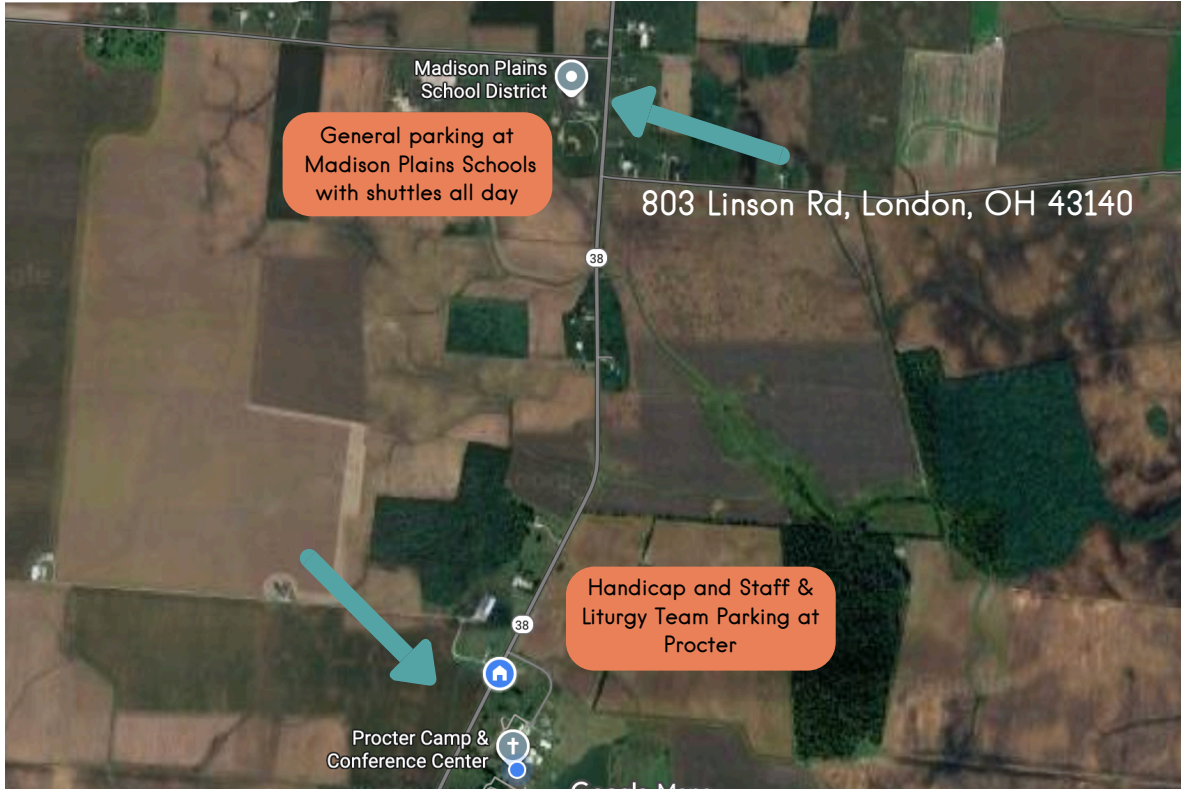 Madison Plains
School District
General parking at
Madison Plains Schools
with shuttles all day
803 Linson Rd, London, OH 43140
38
Handicap and Staff &
Liturgy Team Parking at
Procter
38
Procter Camp &
Conference Center